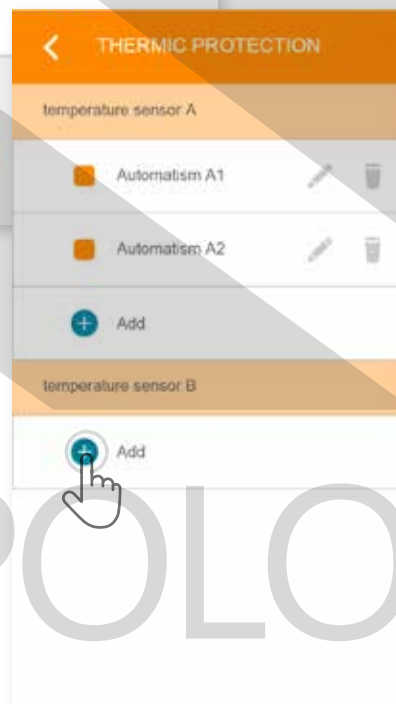 THERMIC PROTECTION
temperature sensor A
Automatism A1
Automatism A2
Add
temperature sensor B
Add
POLO